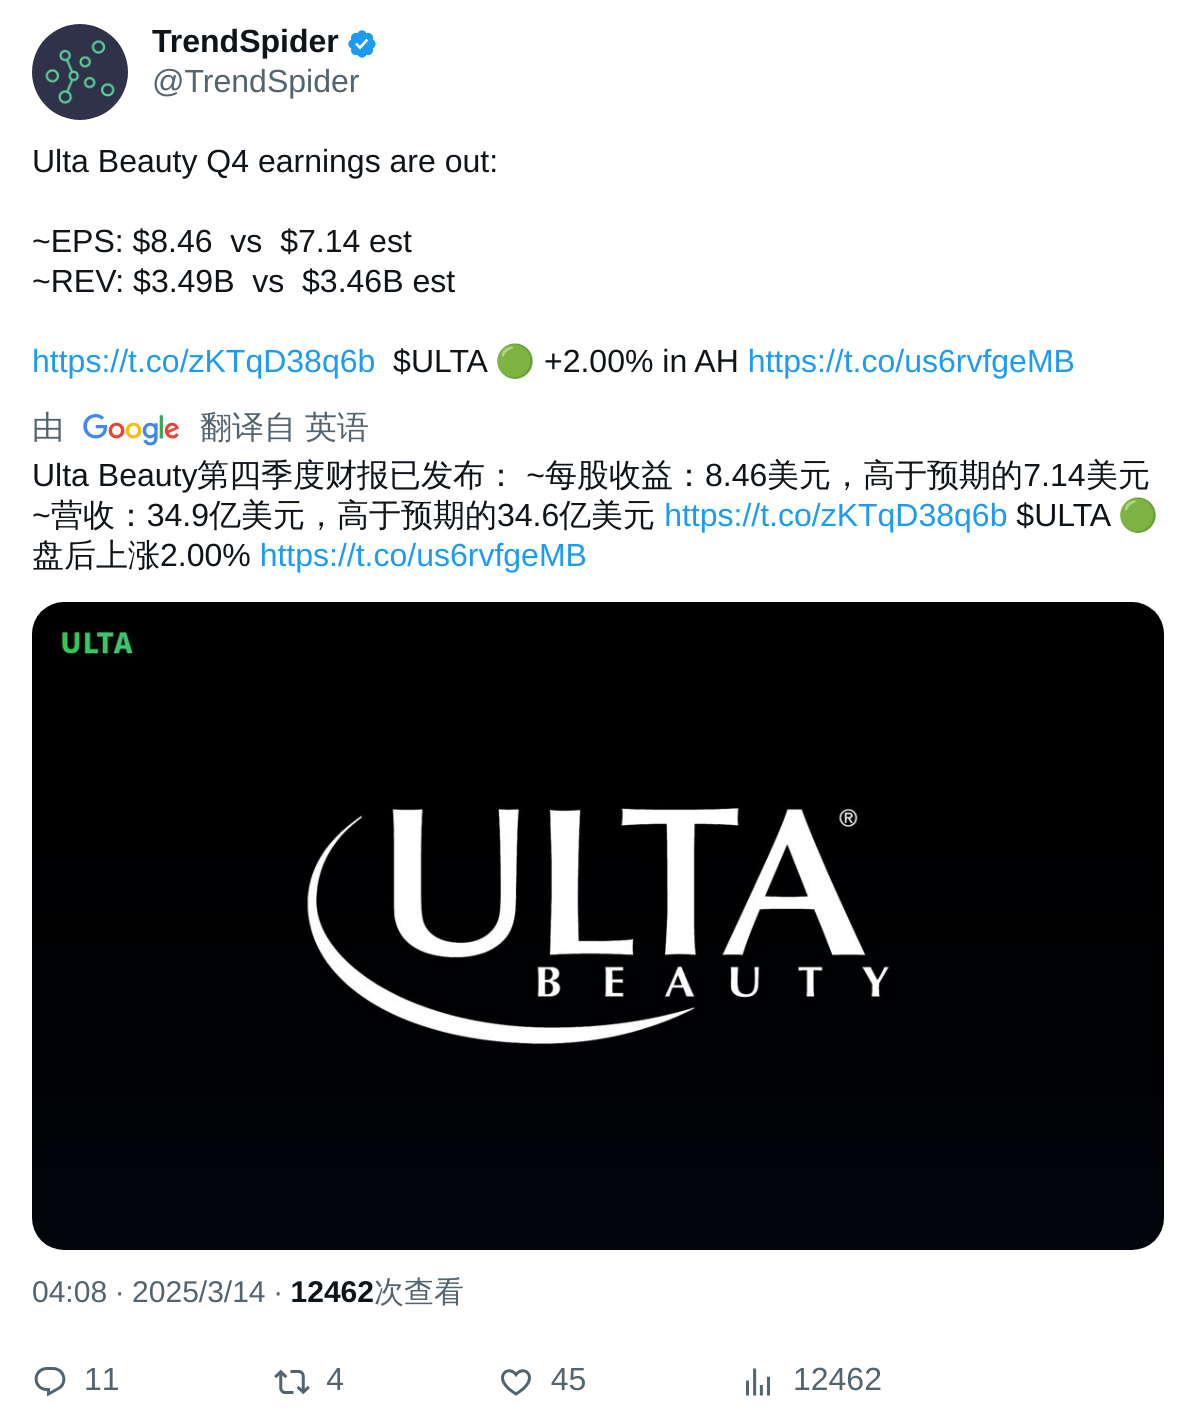 TrendSpider
@TrendSpider
Ulta Beauty Q4 earnings are out:
~EPS: $8.46 vs $7.14 est
~REV: $3.49B vs $3.46B est
https://t.co/zKTqD38q6b $ULTA 🟢 +2.00% in AH https://t.co/us6rvfgeMB
由 Google 翻译自 英语
Ulta Beauty第四季度财报已发布： ~每股收益：8.46美元，高于预期的7.14美元
~营收：34.9亿美元，高于预期的34.6亿美元 https://t.co/zKTqD38q6b $ULTA 🟢
盘后上涨2.00% https://t.co/us6rvfgeMB
ULTA
ULTA®
BEAUTY
04:08 · 2025/3/14 · 12462次查看
11 4 45 12462